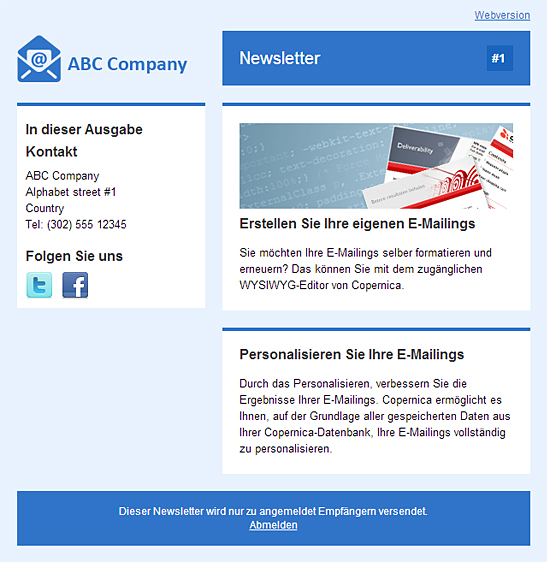 Webversion
@ ABC Company
Newsletter
#1
In dieser Ausgabe
Kontakt
ABC Company
Alphabet street #1
Country
Tel: (302) 555 12345
Folgen Sie uns
-webkit-text-
text-decoration:
Deliverability
Erstellen Sie Ihre eigenen E-Mailings
Sie möchten Ihre E-Mailings selber formatieren und
erneuern? Das können Sie mit dem zugänglichen
WYSIWYG-Editor von Copernica.
Personalisieren Sie Ihre E-Mailings
Durch das Personalisieren, verbessern Sie die
Ergebnisse Ihrer E-Mailings. Copernica ermöglicht es
Ihnen, auf der Grundlage aller gespeicherten Daten aus
Ihrer Copernica-Datenbank, Ihre E-Mailings vollständig
zu personalisieren.
Dieser Newsletter wird nur zu angemeldet Empfängern versendet.
Abmelden